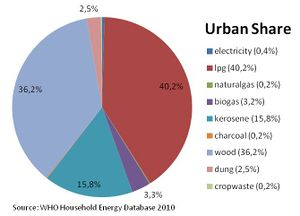 Urban Share
2,5%
40,2%
36,2%
15,8%
3,3%
electricity (0,4%)
lpg (40,2%)
naturalgas (0,2%)
biogas (3,2%)
kerosene (15,8%)
charcoal (0,2%)
wood (36,2%)
dung (2,5%)
cropwaste (0,2%)
Source: WHO Household Energy Database 2010